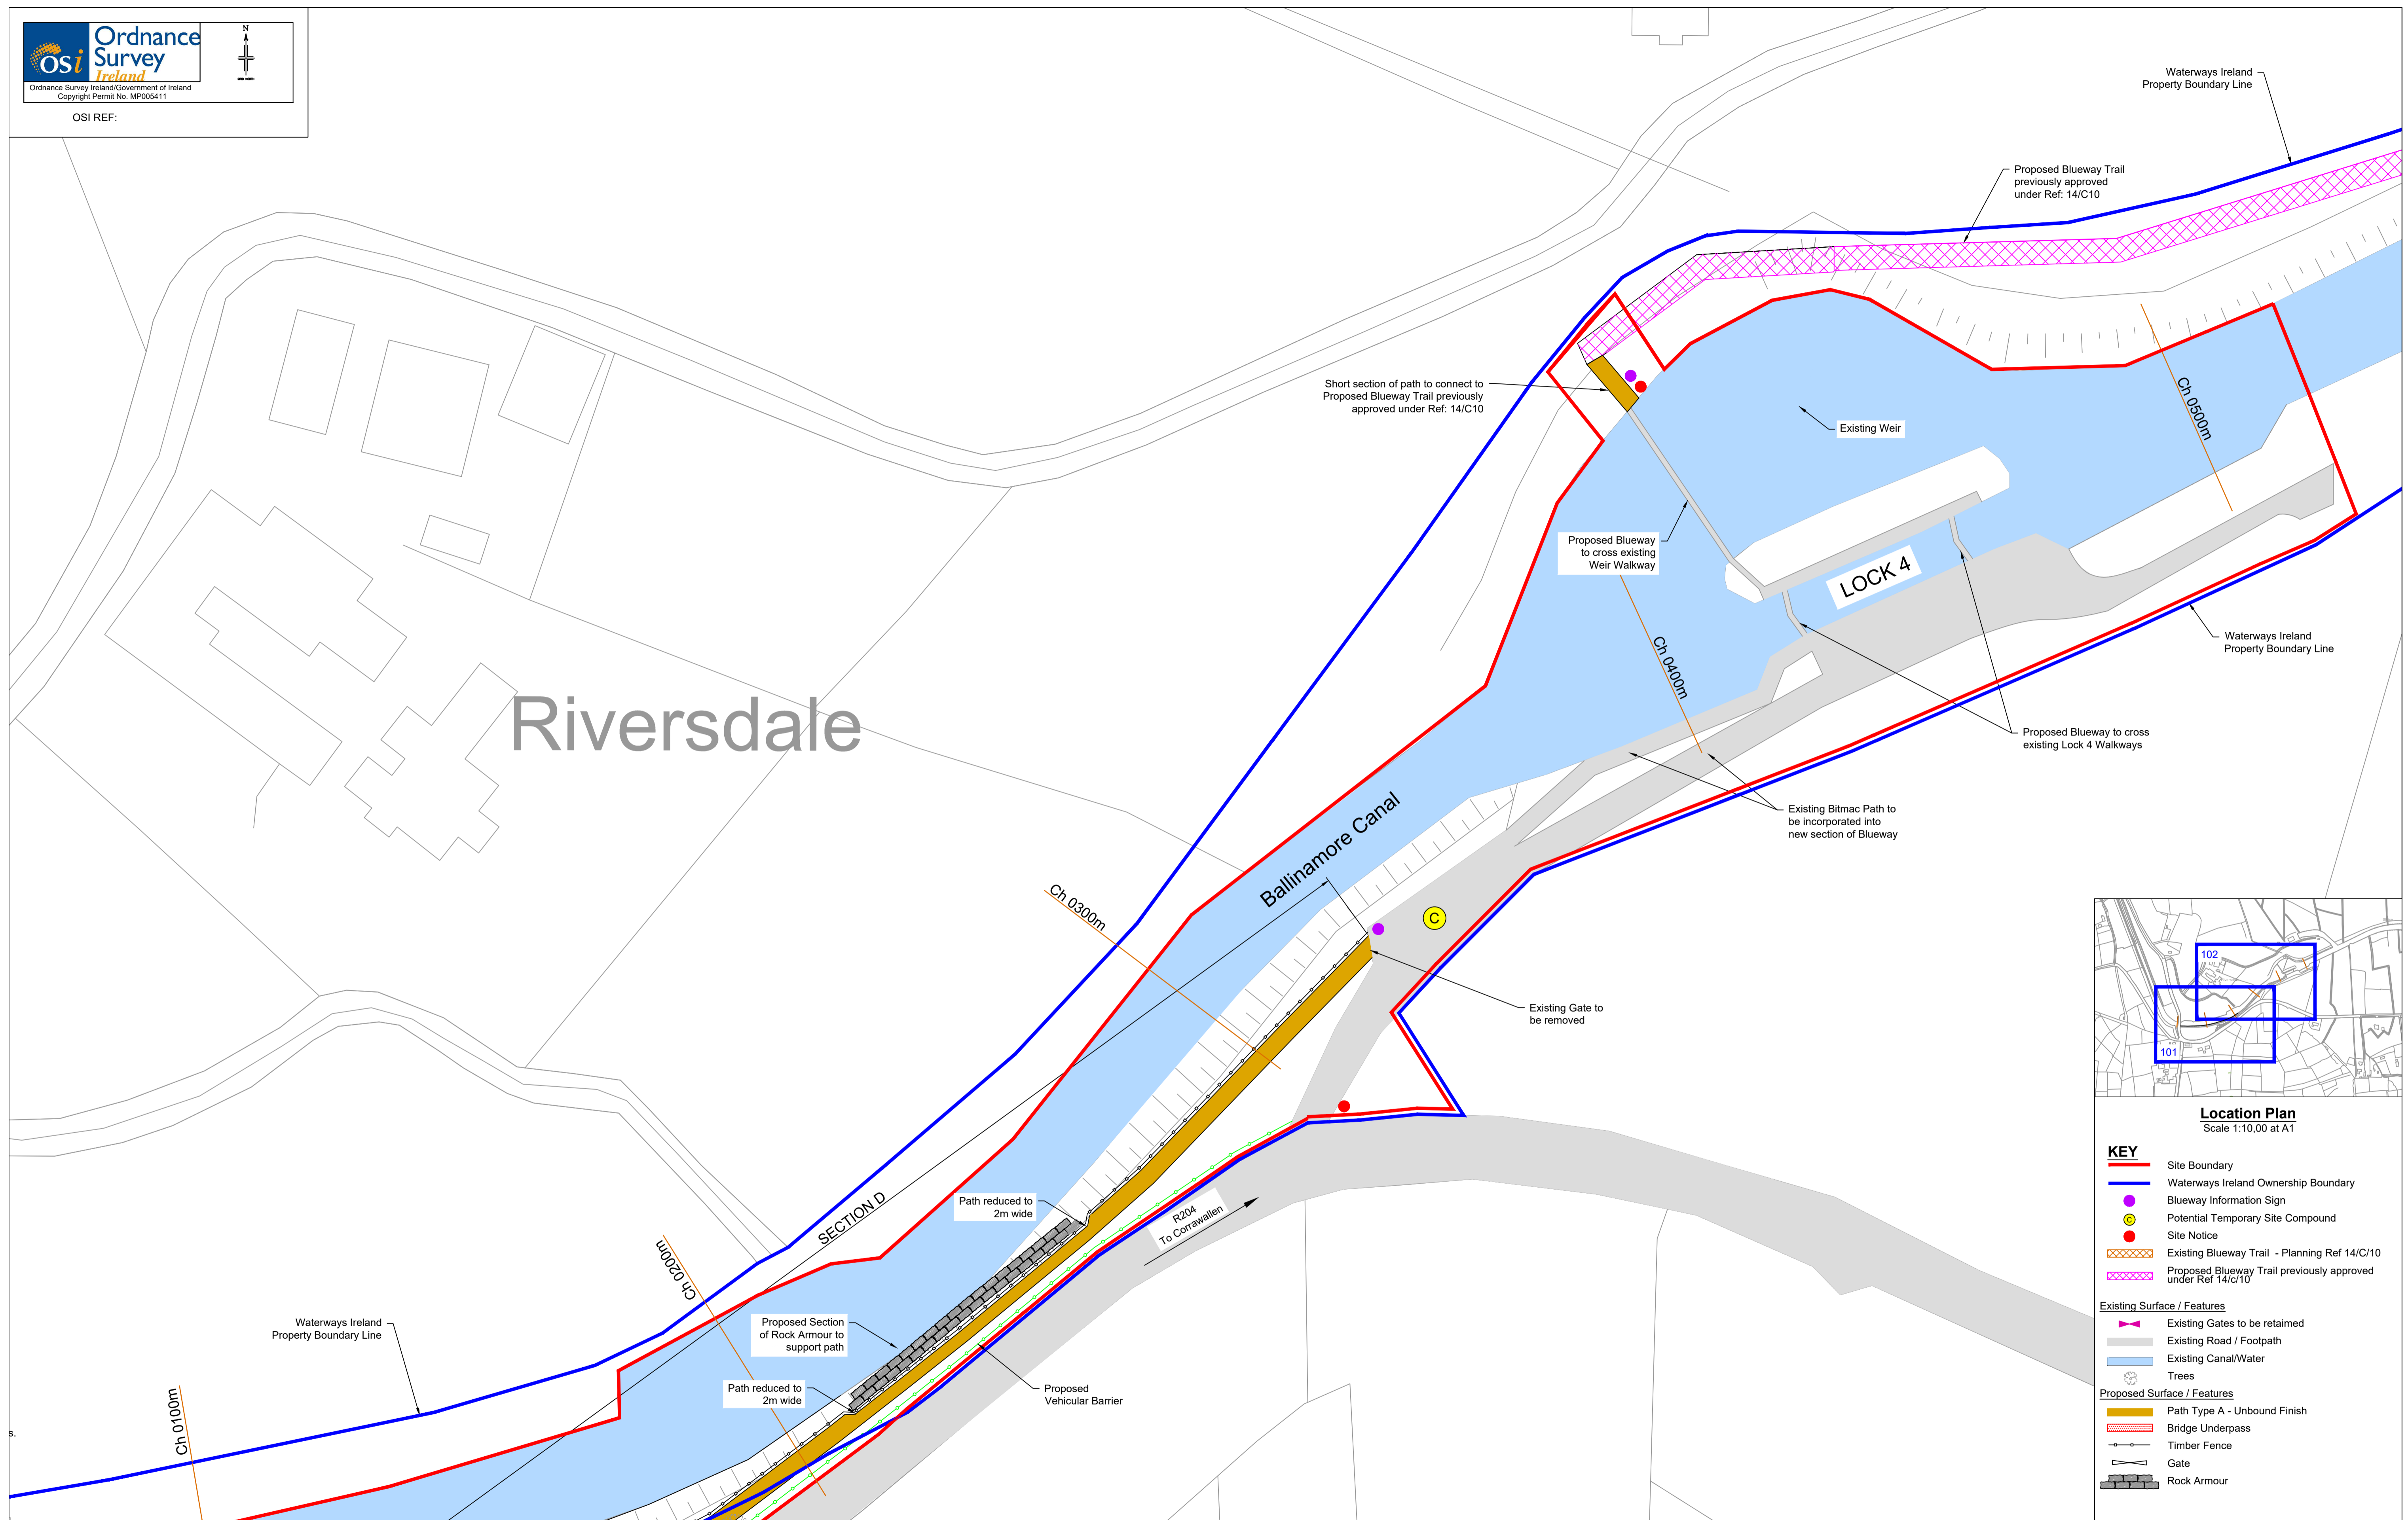 Ordnance
Survey
Ireland
osi
Ordnance Survey Ireland/Government of Ireland
Copyright Permit No. MP005411
N
OSI REF:
Waterways Ireland
Property Boundary Line
Proposed Blueway Trail
previously approved
under Ref: 14/C10
Short section of path to connect to
Proposed Blueway Trail previously
approved under Ref: 14/C10
Existing Weir
Ch 0500m
Proposed Blueway
to cross existing
Weir Walkway
LOCK 4
Ch 0400m
Waterways Ireland
Property Boundary Line
Riversdale
Proposed Blueway to cross
existing Lock 4 Walkways
Existing Bitmac Path to
be incorporated into
new section of Blueway
Ballinamore Canal
Ch 0300m
C
Existing Gate to
be removed
SECTION D
Path reduced to
2m wide
R204
To Corrawallen
Ch 0200m
Proposed Section
of Rock Armour to
support path
Waterways Ireland
Property Boundary Line
Path reduced to
2m wide
Proposed
Vehicular Barrier
Ch 0100m
s.
102
101
Location Plan
Scale 1:10,00 at A1
KEY
Site Boundary
Waterways Ireland Ownership Boundary
Blueway Information Sign
C
Potential Temporary Site Compound
Site Notice
Existing Blueway Trail - Planning Ref 14/C/10
Proposed Blueway Trail previously approved
under Ref 14/c/10
Existing Surface / Features
Existing Gates to be retaimed
Existing Road / Footpath
Existing Canal/Water
Trees
Proposed Surface / Features
Path Type A - Unbound Finish
Bridge Underpass
Timber Fence
Gate
Rock Armour